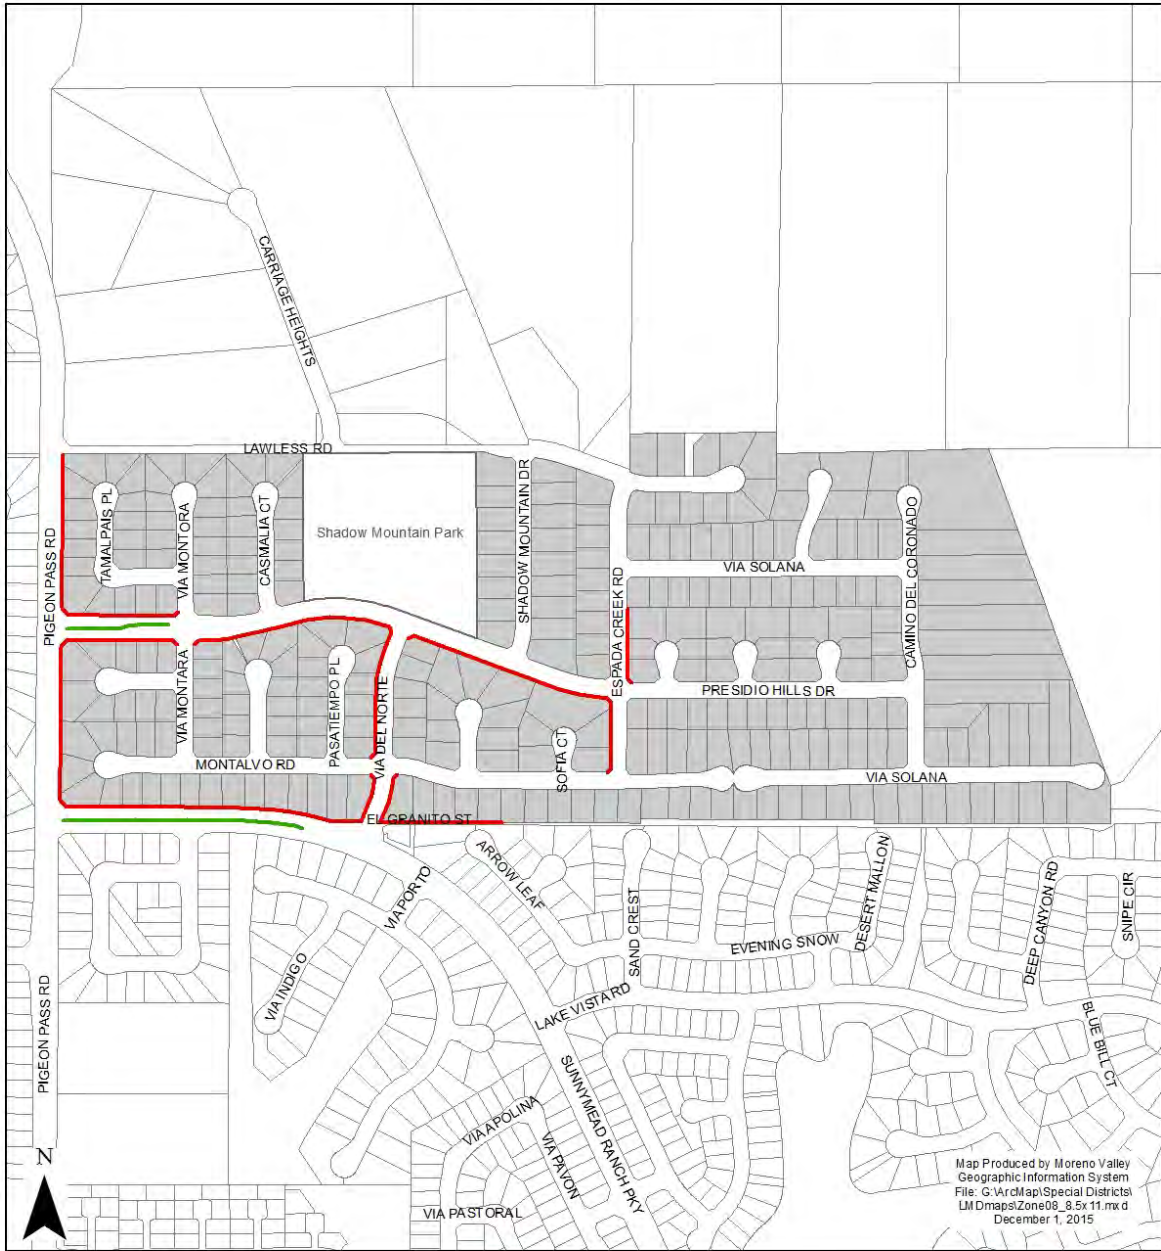 CARRIAGE HEIGHTS
LAWLESS RD
PIGEON PASS RD
TAMALPAIS PL
VIA MONTORA
CASMALIA CT
Shadow Mountain Park
SHADOW MOUNTAIN DR
ESPADA CREEK RD
VIA SOLANA
CAMINO DEL CORONADO
VIA MONTARA
PASATIEMPO PL
VIA DEL NORTE
PRESIDIO HILLS DR
MONTALVO RD
SOFIA CT
VIA SOLANA
EL GRANITO ST
ARROW LEAF
VIA PORTO
SAND CREST
EVENING SNOW
DESERT MALLON
DEEP CANYON RD
SNIPE CIR
VIA INDIGO
LAKE VISTA RD
PIGEON PASS RD
BLUE BILL CT
SUNNYMEAD RANCH PKY
VIA APOLINA
VIA PAVON
VIA PASTORAL
N
Map Produced by Moreno Valley
Geographic Information System
File: G:\ArcMap\Special Districts\
LMDmaps\Zone08_8.5x11.mxd
December 1, 2015